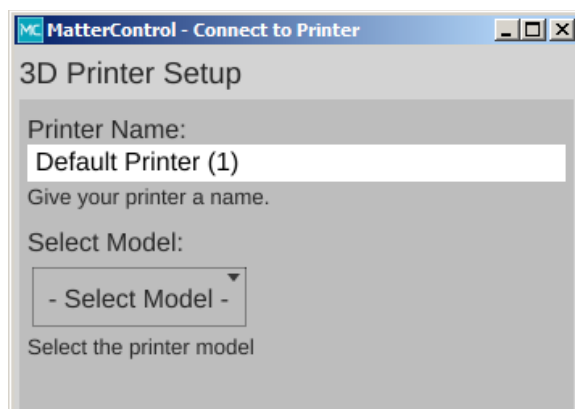 MC MatterControl - Connect to Printer
3D Printer Setup
Printer Name:
Default Printer (1)
Give your printer a name.
Select Model:
- Select Model -
Select the printer model